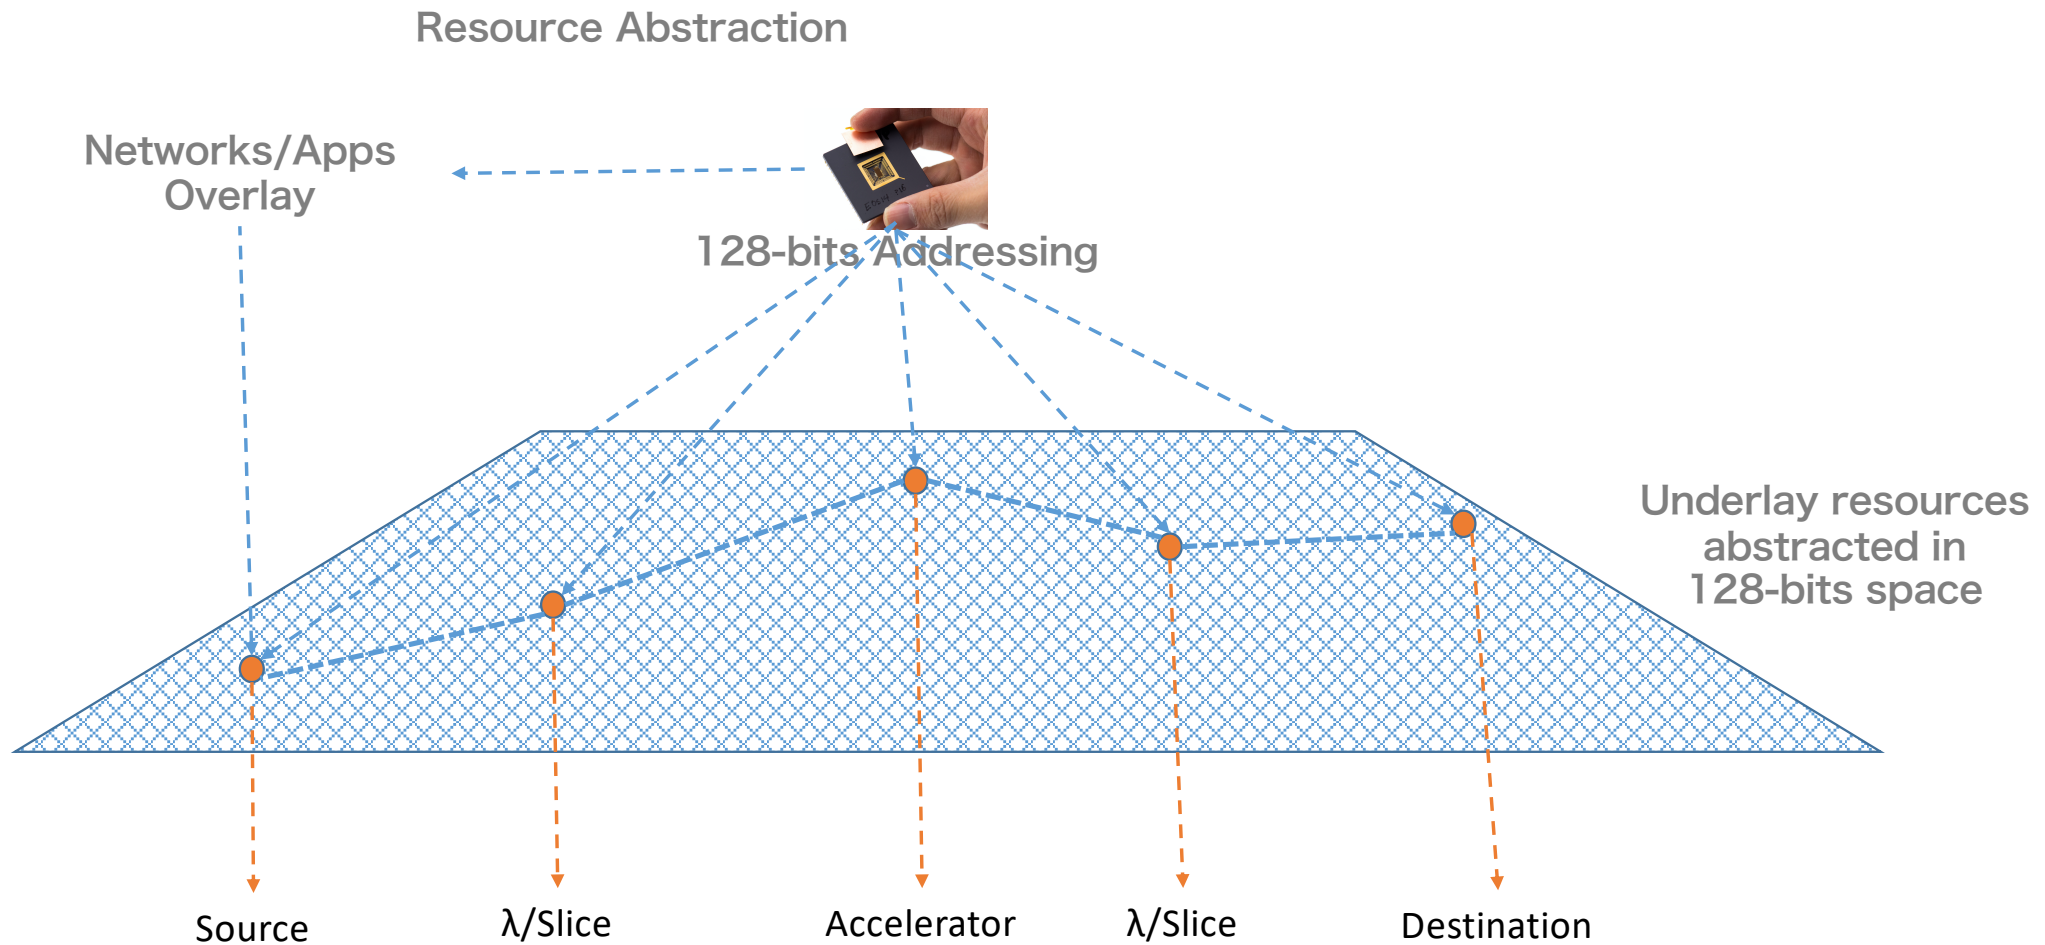 Resource Abstraction
Networks/Apps
Overlay
128-bits Addressing
Underlay resources
abstracted in
128-bits space
Source
λ/Slice
Accelerator
λ/Slice
Destination